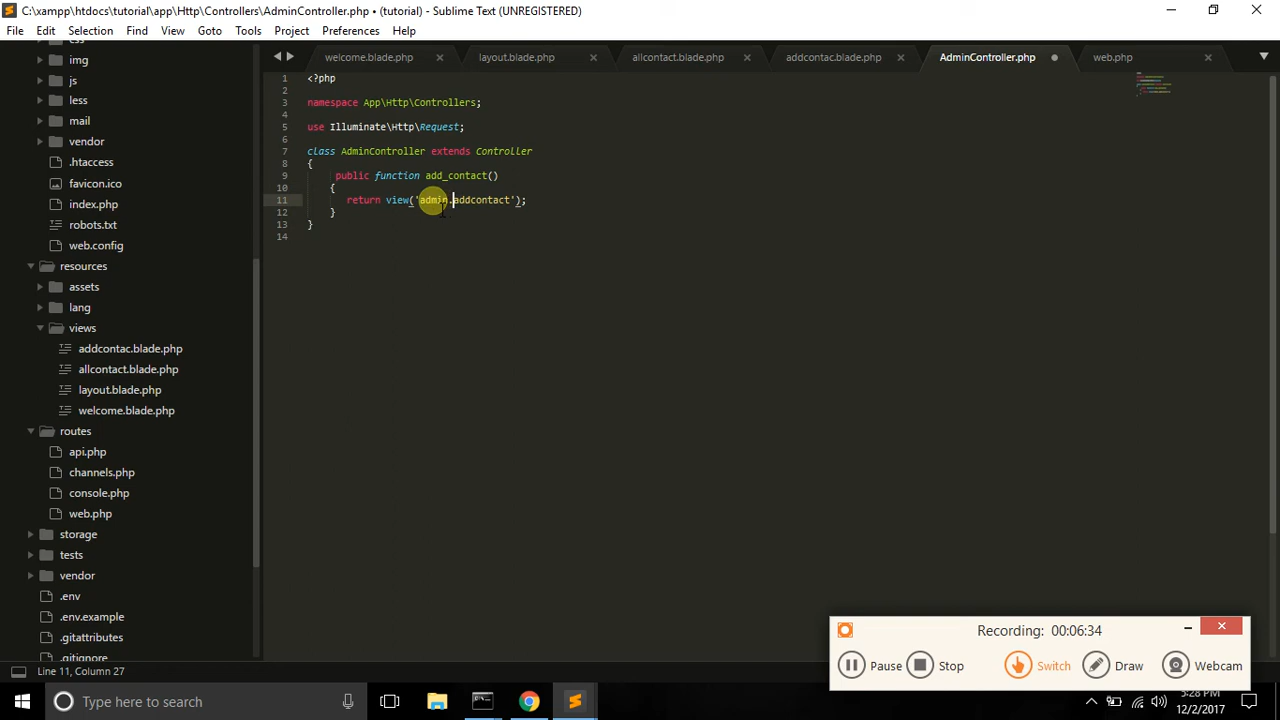 C:\xampp\htdocs\tutorial\app\Http\Controllers\AdminController.php • (tutorial) - Sublime Text (UNREGISTERED)
File Edit Selection Find View Goto Tools Project Preferences Help
css
img
js
less
mail
vendor
.htaccess
favicon.ico
index.php
robots.txt
web.config
resources
assets
lang
views
addcontac.blade.php
allcontact.blade.php
layout.blade.php
welcome.blade.php
routes
api.php
channels.php
console.php
web.php
storage
tests
vendor
.env
.env.example
.gitattributes
.gitignore
welcome.blade.php layout.blade.php allcontact.blade.php addcontac.blade.php AdminController.php web.php
1 <?php
2
3 namespace App\Http\Controllers;
4
5 use Illuminate\Http\Request;
6
7 class AdminController extends Controller
8 {
9 public function add_contact()
10 {
11 return view('admin.addcontact');
12 }
13 }
14
Recording: 00:06:34
Pause Stop Switch Draw Webcam
Line 11, Column 27
Type here to search
5:28 PM
12/2/2017